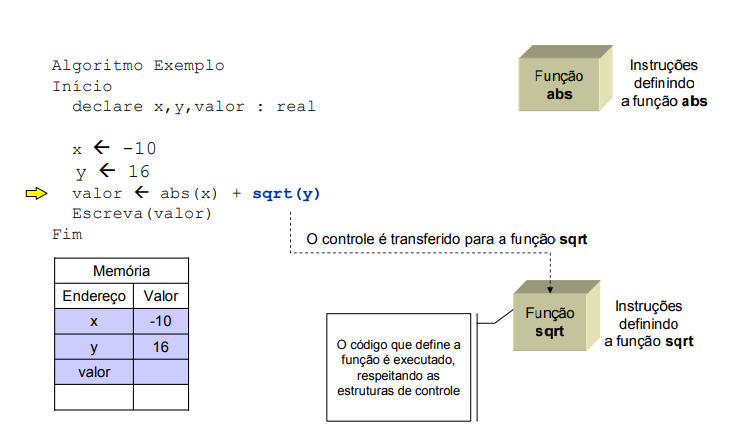 Algoritmo Exemplo
Início
declare x,y,valor : real
x ← -10
y ← 16
valor ← abs(x) + sqrt(y)
Escreva(valor)
Fim
Função
abs
Instruções
definindo
a função abs
O controle é transferido para a função sqrt
Memória
Endereço Valor
x -10
y 16
valor
O código que define a
função é executado,
respeitando as
estruturas de controle
Função
sqrt
Instruções
definindo
a função sqrt